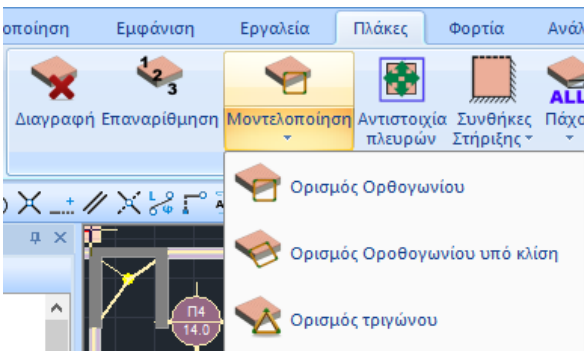 οποίηση Εμφάνιση Εργαλεία Πλάκες Φορτία Ανάλ
1 2 3
ALL
Διαγραφή Επαναρίθμηση Μοντελοποίηση Αντιστοιχία πλευρών Συνθήκες Στήριξης Πάχο
Ορισμός Ορθογωνίου
Ορισμός Οροθογωνίου υπό κλίση
Ορισμός τριγώνου
Π4
14.0